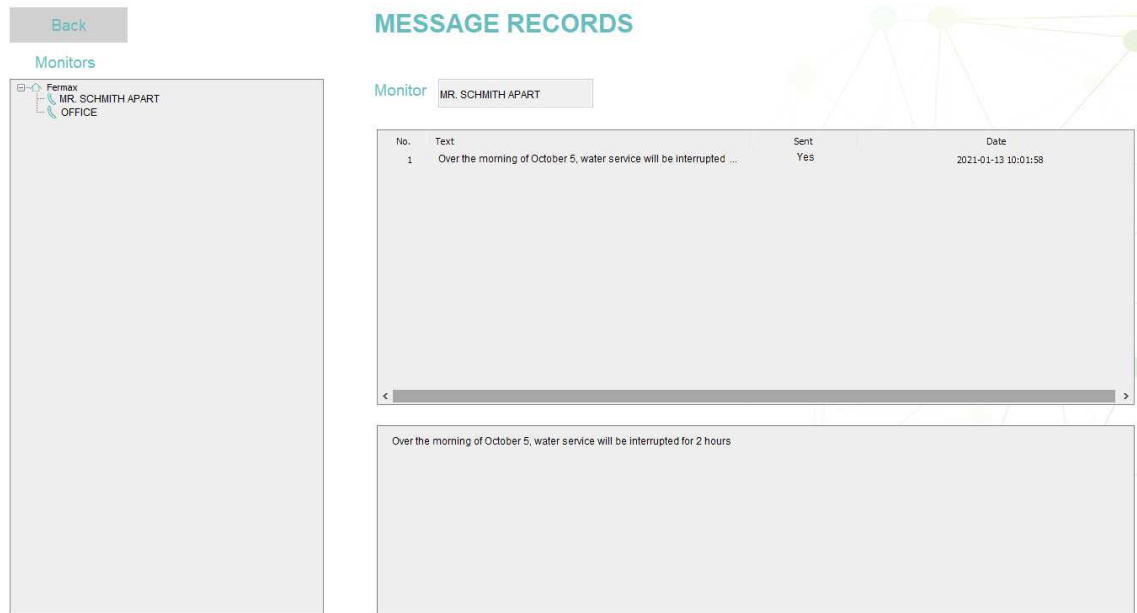 Back
MESSAGE RECORDS
Monitors
Fermax
MR. SCHMITH APART
OFFICE
Monitor MR. SCHMITH APART
No. Text Sent Date
1 Over the morning of October 5, water service will be interrupted ... Yes 2021-01-13 10:01:58
Over the morning of October 5, water service will be interrupted for 2 hours